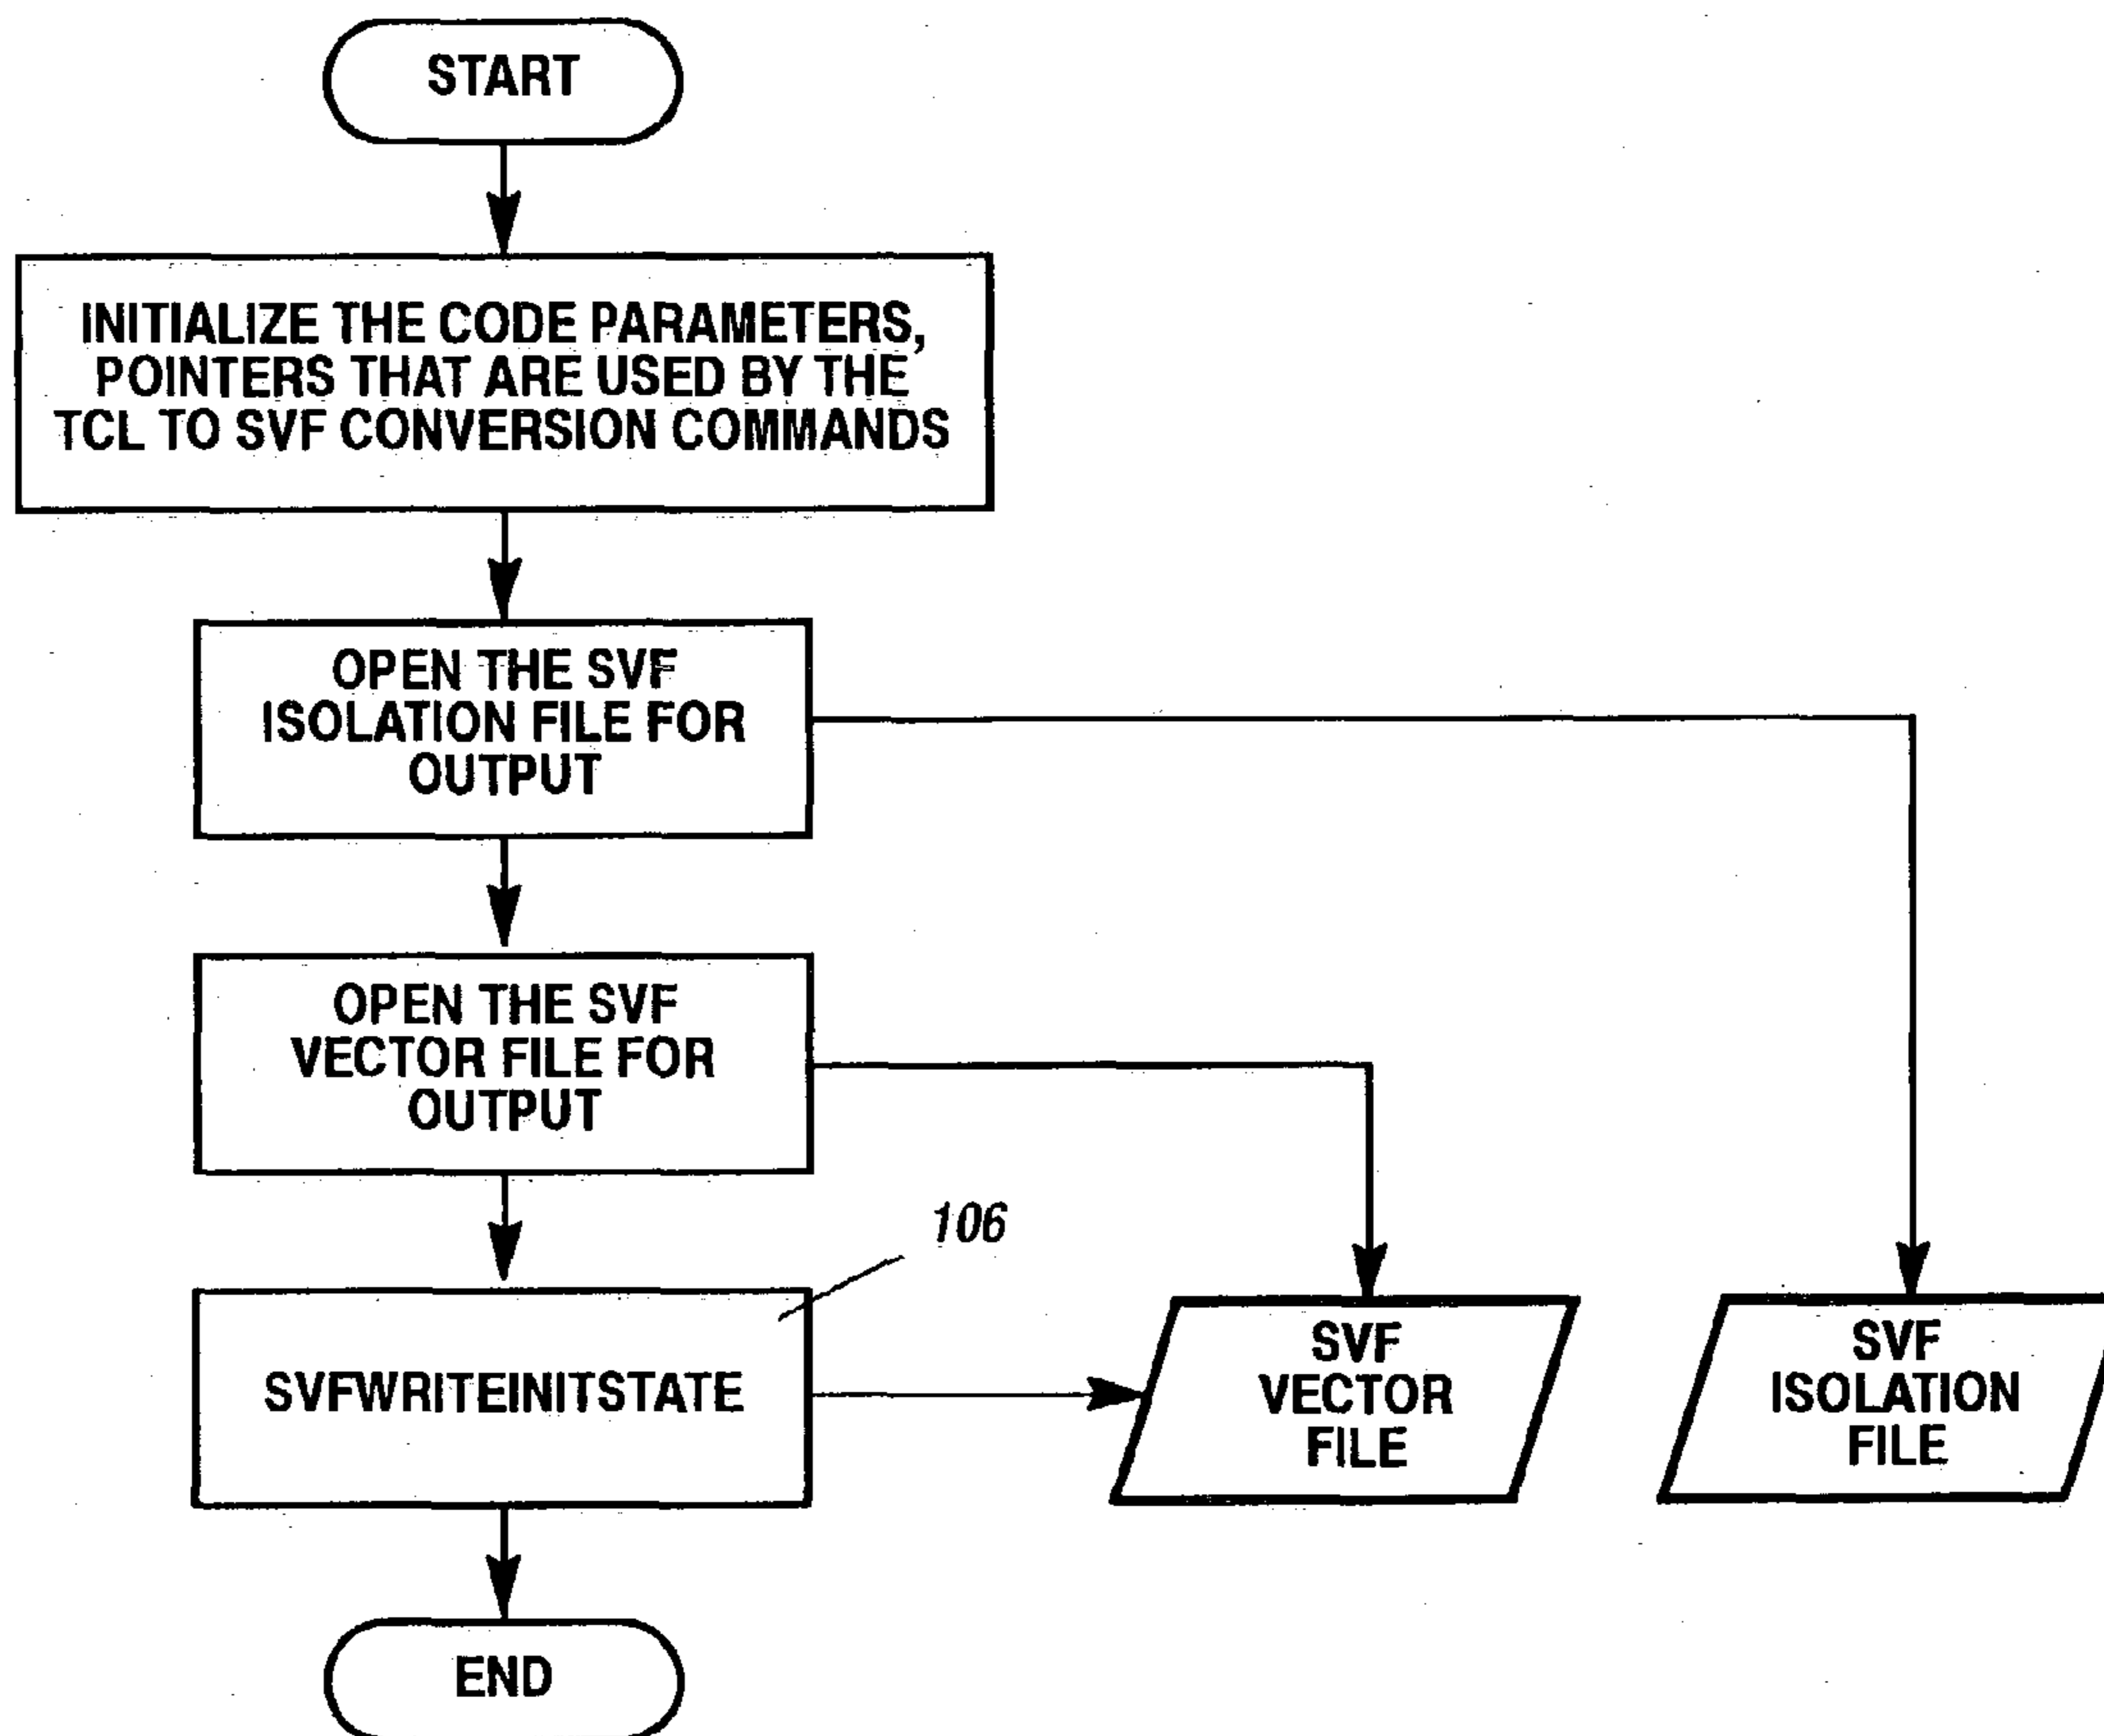 START
INITIALIZE THE CODE PARAMETERS,
POINTERS THAT ARE USED BY THE
TCL TO SVF CONVERSION COMMANDS
OPEN THE SVF
ISOLATION FILE FOR
OUTPUT
OPEN THE SVF
VECTOR FILE FOR
OUTPUT
106
SVFWRITEINITSTATE
SVF
VECTOR
FILE
SVF
ISOLATION
FILE
END